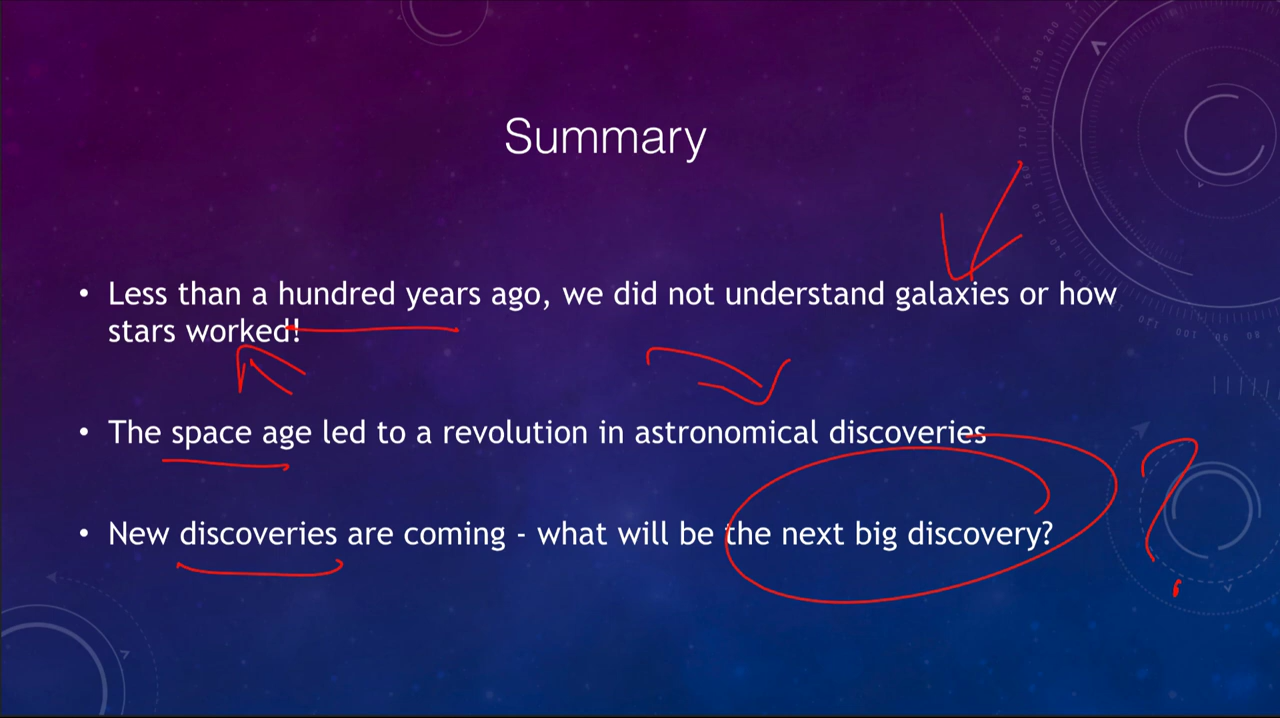 Summary
• Less than a hundred years ago, we did not understand galaxies or how
stars worked!
• The space age led to a revolution in astronomical discoveries
• New discoveries are coming - what will be the next big discovery?
?